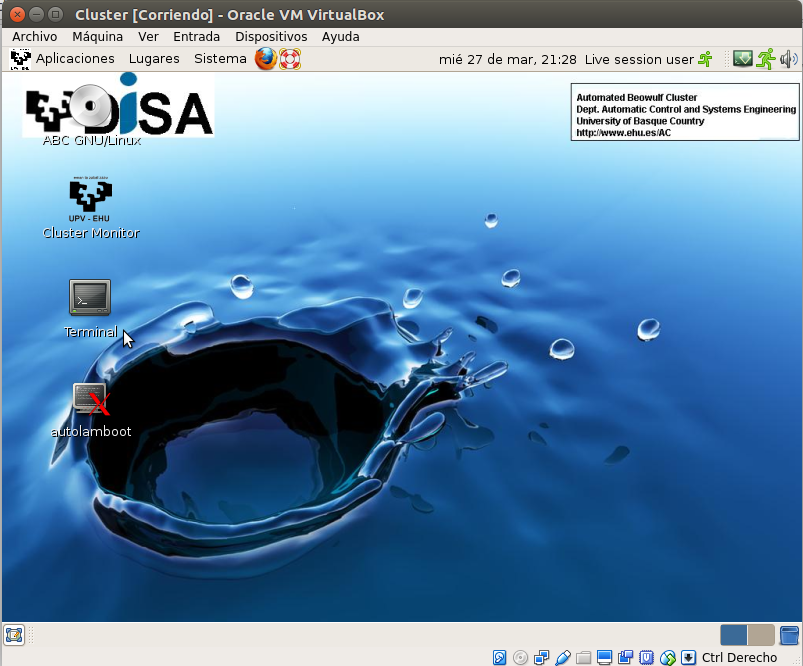 Cluster [Corriendo] - Oracle VM VirtualBox
Archivo Máquina Ver Entrada Dispositivos Ayuda
Aplicaciones Lugares Sistema mié 27 de mar, 21:28 Live session user
DISA
ABC GNU/Linux
Automated Beowulf Cluster
Dept. Automatic Control and Systems Engineering
University of Basque Country
http://www.ehu.es/AC
UPV - EHU
Cluster Monitor
Terminal
autolamboot
Ctrl Derecho